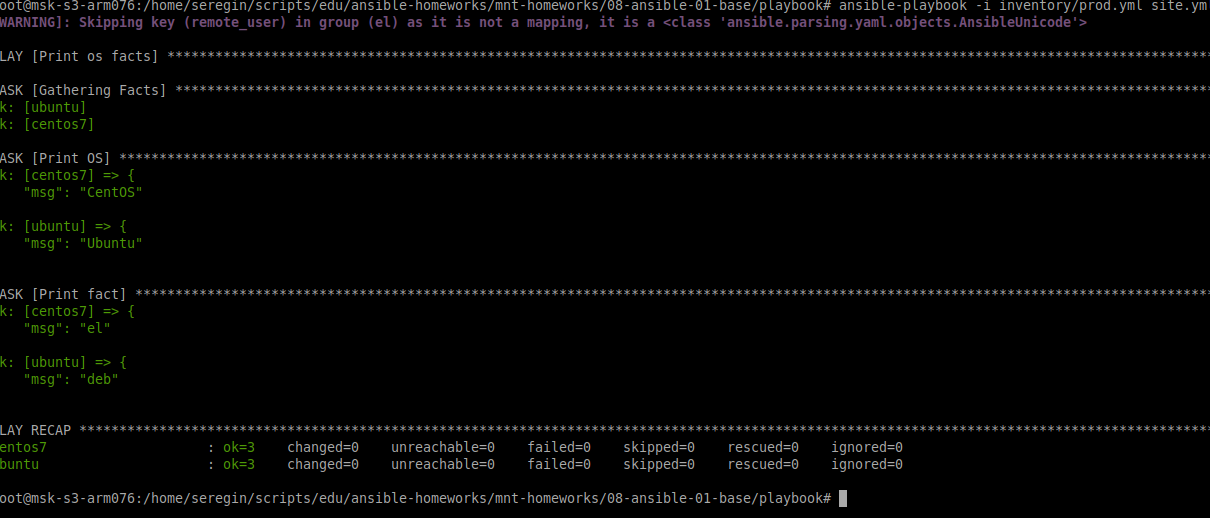 oot@msk-s3-arm076:/home/seregin/scripts/edu/ansible-homeworks/mnt-homeworks/08-ansible-01-base/playbook# ansible-playbook -i inventory/prod.yml site.ym
WARNING]: Skipping key (remote_user) in group (el) as it is not a mapping, it is a <class 'ansible.parsing.yaml.objects.AnsibleUnicode'>
LAY [Print os facts] ***********************************************************************************************************************************
ASK [Gathering Facts] **********************************************************************************************************************************
k: [ubuntu]
k: [centos7]
ASK [Print OS] *****************************************************************************************************************************************
k: [centos7] => {
"msg": "CentOS"
k: [ubuntu] => {
"msg": "Ubuntu"
ASK [Print fact] ***************************************************************************************************************************************
k: [centos7] => {
"msg": "el"
k: [ubuntu] => {
"msg": "deb"
LAY RECAP **********************************************************************************************************************************************
entos7 : ok=3 changed=0 unreachable=0 failed=0 skipped=0 rescued=0 ignored=0
buntu : ok=3 changed=0 unreachable=0 failed=0 skipped=0 rescued=0 ignored=0
oot@msk-s3-arm076:/home/seregin/scripts/edu/ansible-homeworks/mnt-homeworks/08-ansible-01-base/playbook#